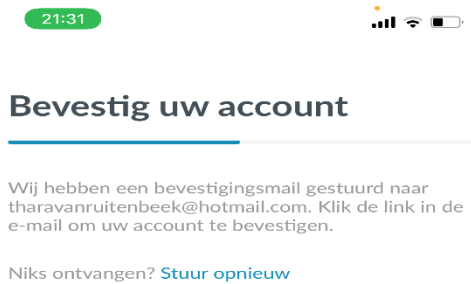 21:31
Bevestig uw account
Wij hebben een bevestigingsmail gestuurd naar
tharavanruitenbeek@hotmail.com. Klik de link in de
e-mail om uw account te bevestigen.
Niks ontvangen? Stuur opnieuw